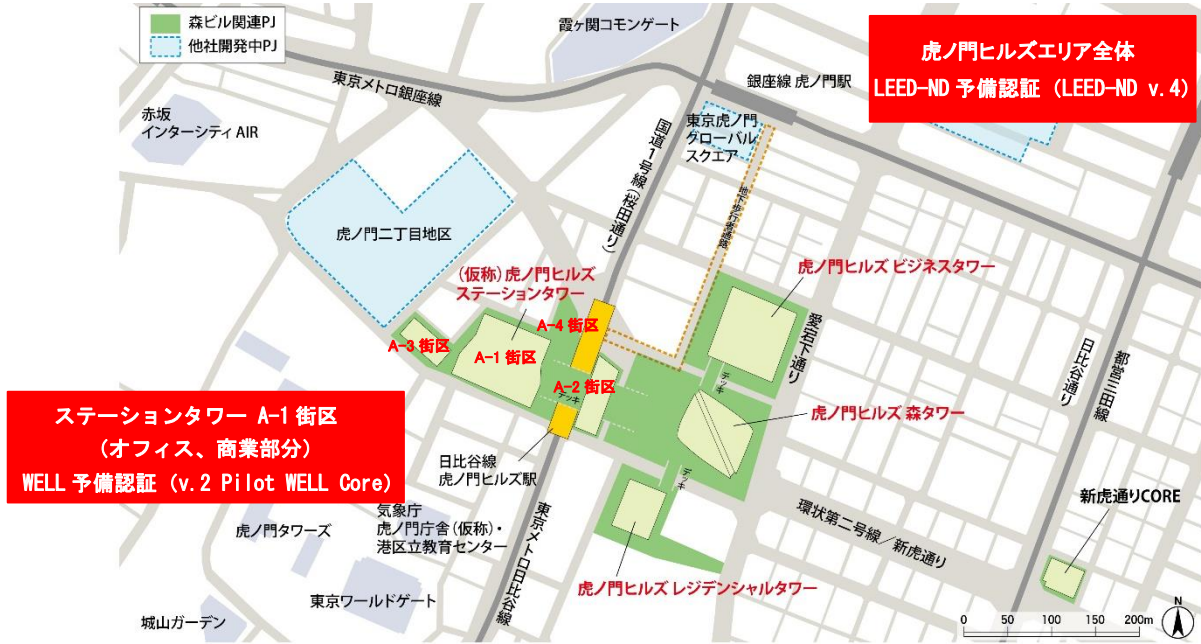 森ビル関連PJ
他社開発中PJ
霞ヶ関コモンゲート
虎ノ門ヒルズエリア全体
LEED-ND 予備認証 (LEED-ND v.4)
東京メトロ銀座線
銀座線 虎ノ門駅
赤坂
インターシティ AIR
国道1号線(桜田通り)
東京虎ノ門
グローバル
スクエア
地下歩行者通路
虎ノ門二丁目地区
(仮称)虎ノ門ヒルズ
ステーションタワー
虎ノ門ヒルズ ビジネスタワー
愛宕下通り
日比谷通り
都営三田線
A-4 街区
A-3 街区
A-1 街区
A-2 街区
デッキ
デッキ
虎ノ門ヒルズ 森タワー
ステーションタワー A-1 街区
(オフィス、商業部分)
WELL 予備認証 (v.2 Pilot WELL Core)
日比谷線
虎ノ門ヒルズ駅
デッキ
新虎通りCORE
環状第二号線/新虎通り
虎ノ門タワーズ
気象庁
虎ノ門庁舎(仮称)・
港区立教育センター
東京メトロ日比谷線
虎ノ門ヒルズ レジデンシャルタワー
東京ワールドゲート
城山ガーデン
0 50 100 150 200m
N